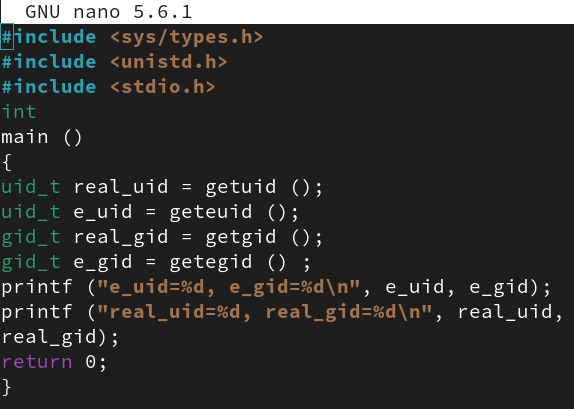 GNU nano 5.6.1
#include <sys/types.h>
#include <unistd.h>
#include <stdio.h>
int
main ()
{
uid_t real_uid = getuid ();
uid_t e_uid = geteuid ();
gid_t real_gid = getgid ();
gid_t e_gid = getegid () ;
printf ("e_uid=%d, e_gid=%d\n", e_uid, e_gid);
printf ("real_uid=%d, real_gid=%d\n", real_uid,
real_gid);
return 0;
}